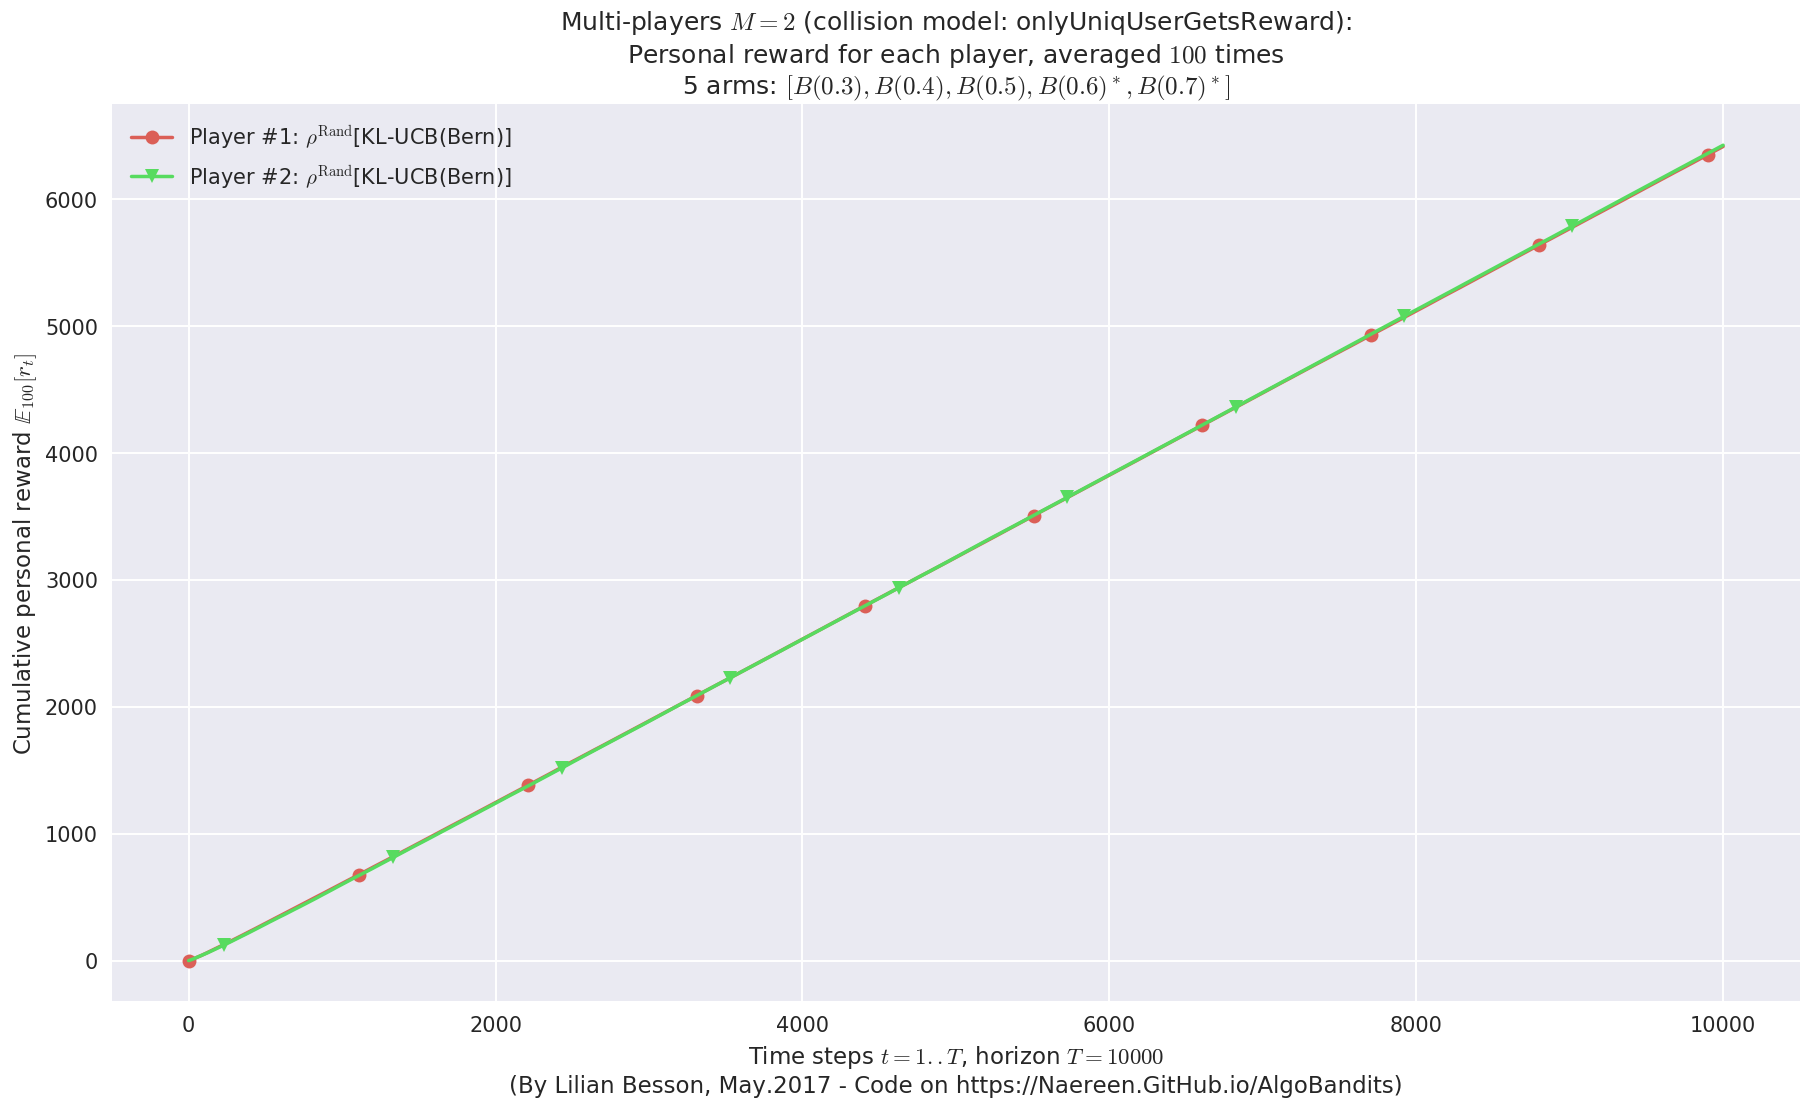 Multi-players M = 2 (collision model: onlyUniqUserGetsReward):
Personal reward for each player, averaged 100 times
5 arms: [B(0.3), B(0.4), B(0.5), B(0.6)*, B(0.7)*]
Player #1: ρ^Rand[KL-UCB(Bern)]
Player #2: ρ^Rand[KL-UCB(Bern)]
Cumulative personal reward 𝔼₁₀₀[r_t]
6000
5000
4000
3000
2000
1000
0
0 2000 4000 6000 8000 10000
Time steps t = 1..T, horizon T = 10000
(By Lilian Besson, May.2017 - Code on https://Naereen.GitHub.io/AlgoBandits)